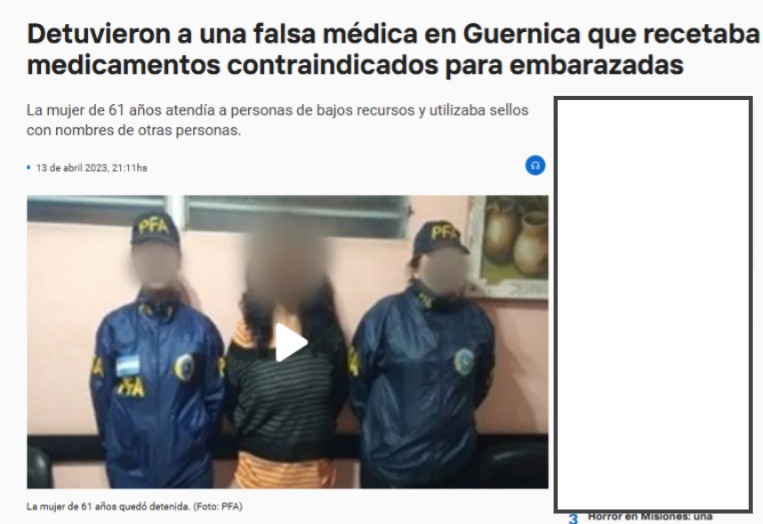 Detuvieron a una falsa médica en Guernica que recetaba
medicamentos contraindicados para embarazadas
La mujer de 61 años atendía a personas de bajos recursos y utilizaba sellos
con nombres de otras personas.
13 de abril 2023, 21:11hs
PFA
PFA
PFA
La mujer de 61 años quedó detenida. (Foto: PFA)
3 Horror en Misiones: una